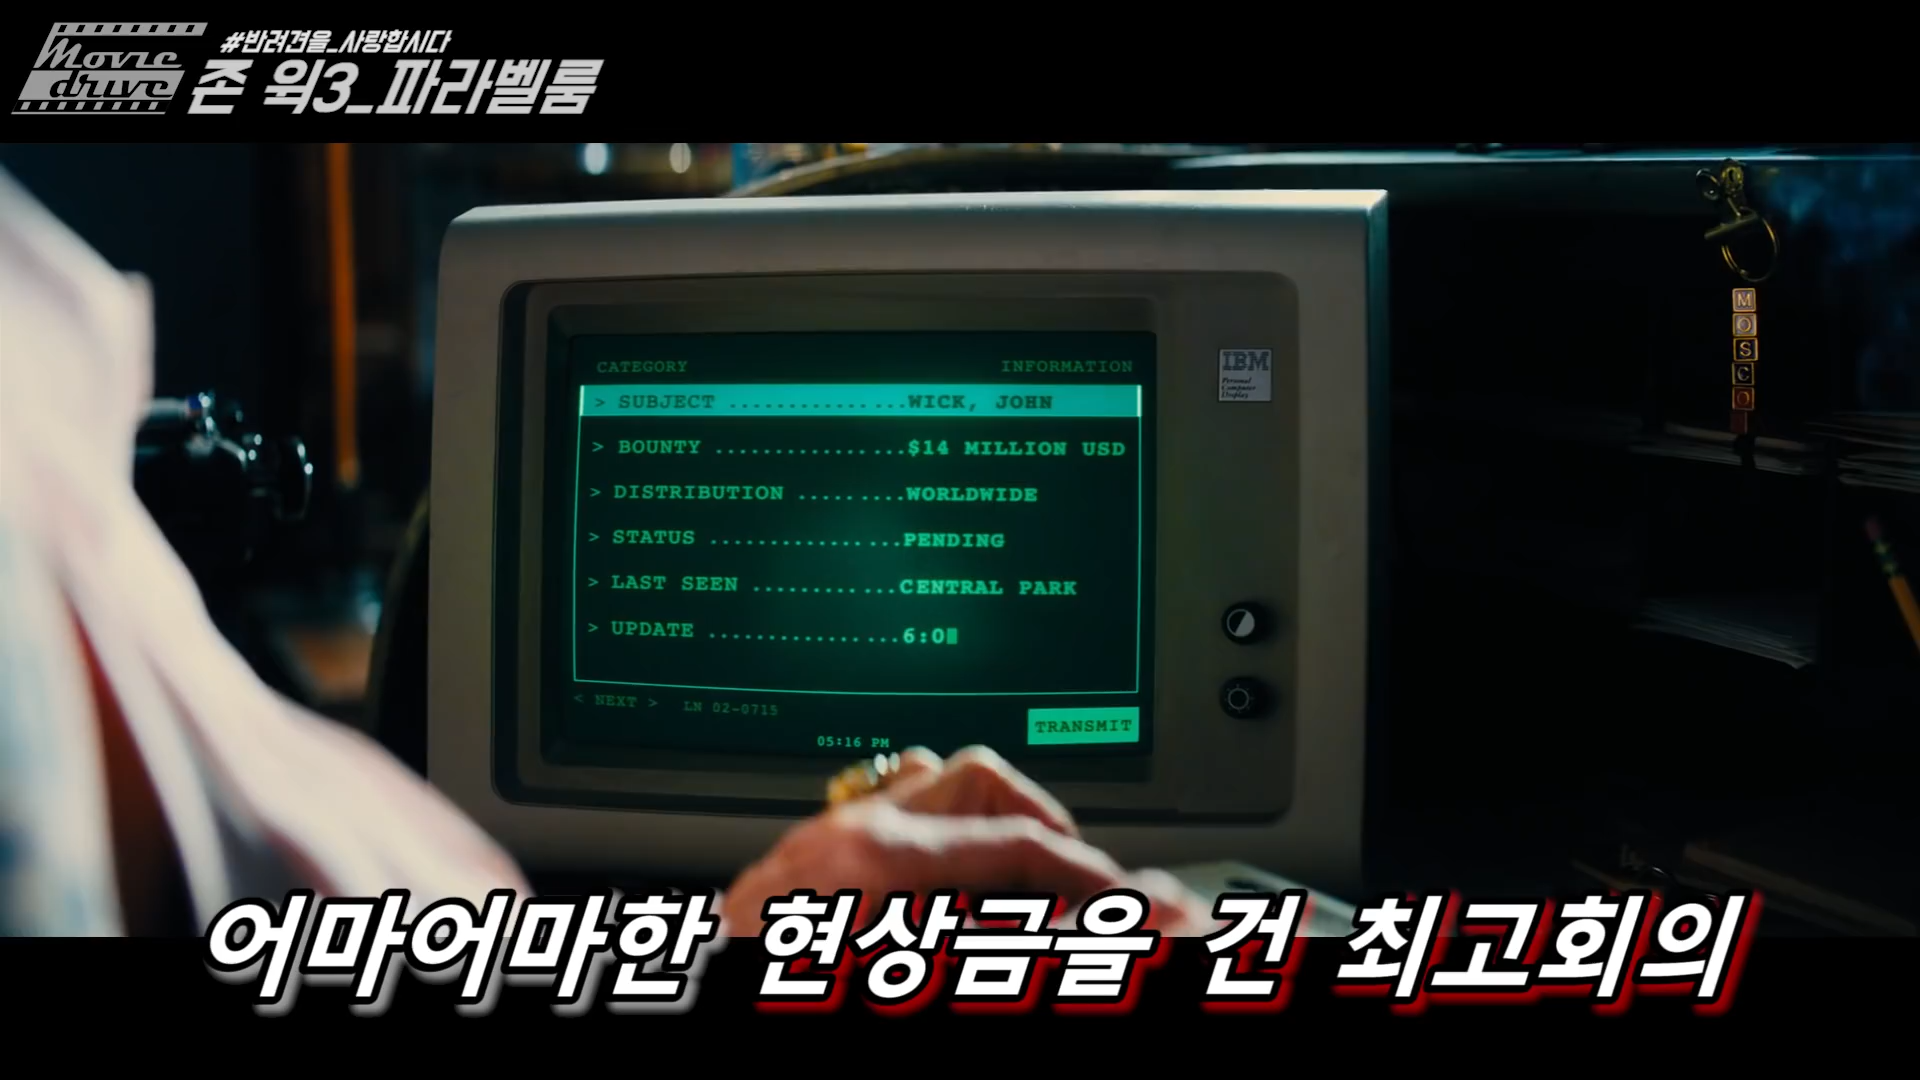 Movie
drive
#반려견을_사랑합시다
존 윅3_파라벨룸
CATEGORY INFORMATION
> SUBJECT ................WICK, JOHN
> BOUNTY ................$14 MILLION USD
> DISTRIBUTION .........WORLDWIDE
> STATUS ................PENDING
> LAST SEEN ............CENTRAL PARK
> UPDATE ................6:0
< NEXT > LN 02-0715
TRANSMIT
05:16 PM
IBM
Personal
Computer
Display
M
O
S
C
O
어마어마한 현상금을 건 최고회의